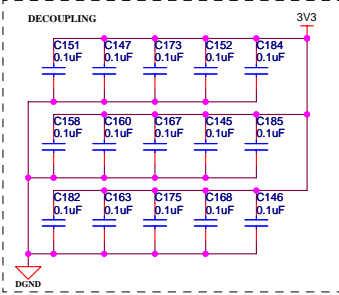 DECOUPLING
3V3
C151 C147 C173 C152 C184
0.1uF 0.1uF 0.1uF 0.1uF 0.1uF
C158 C160 C167 C145 C185
0.1uF 0.1uF 0.1uF 0.1uF 0.1uF
C182 C163 C175 C168 C146
0.1uF 0.1uF 0.1uF 0.1uF 0.1uF
DGND